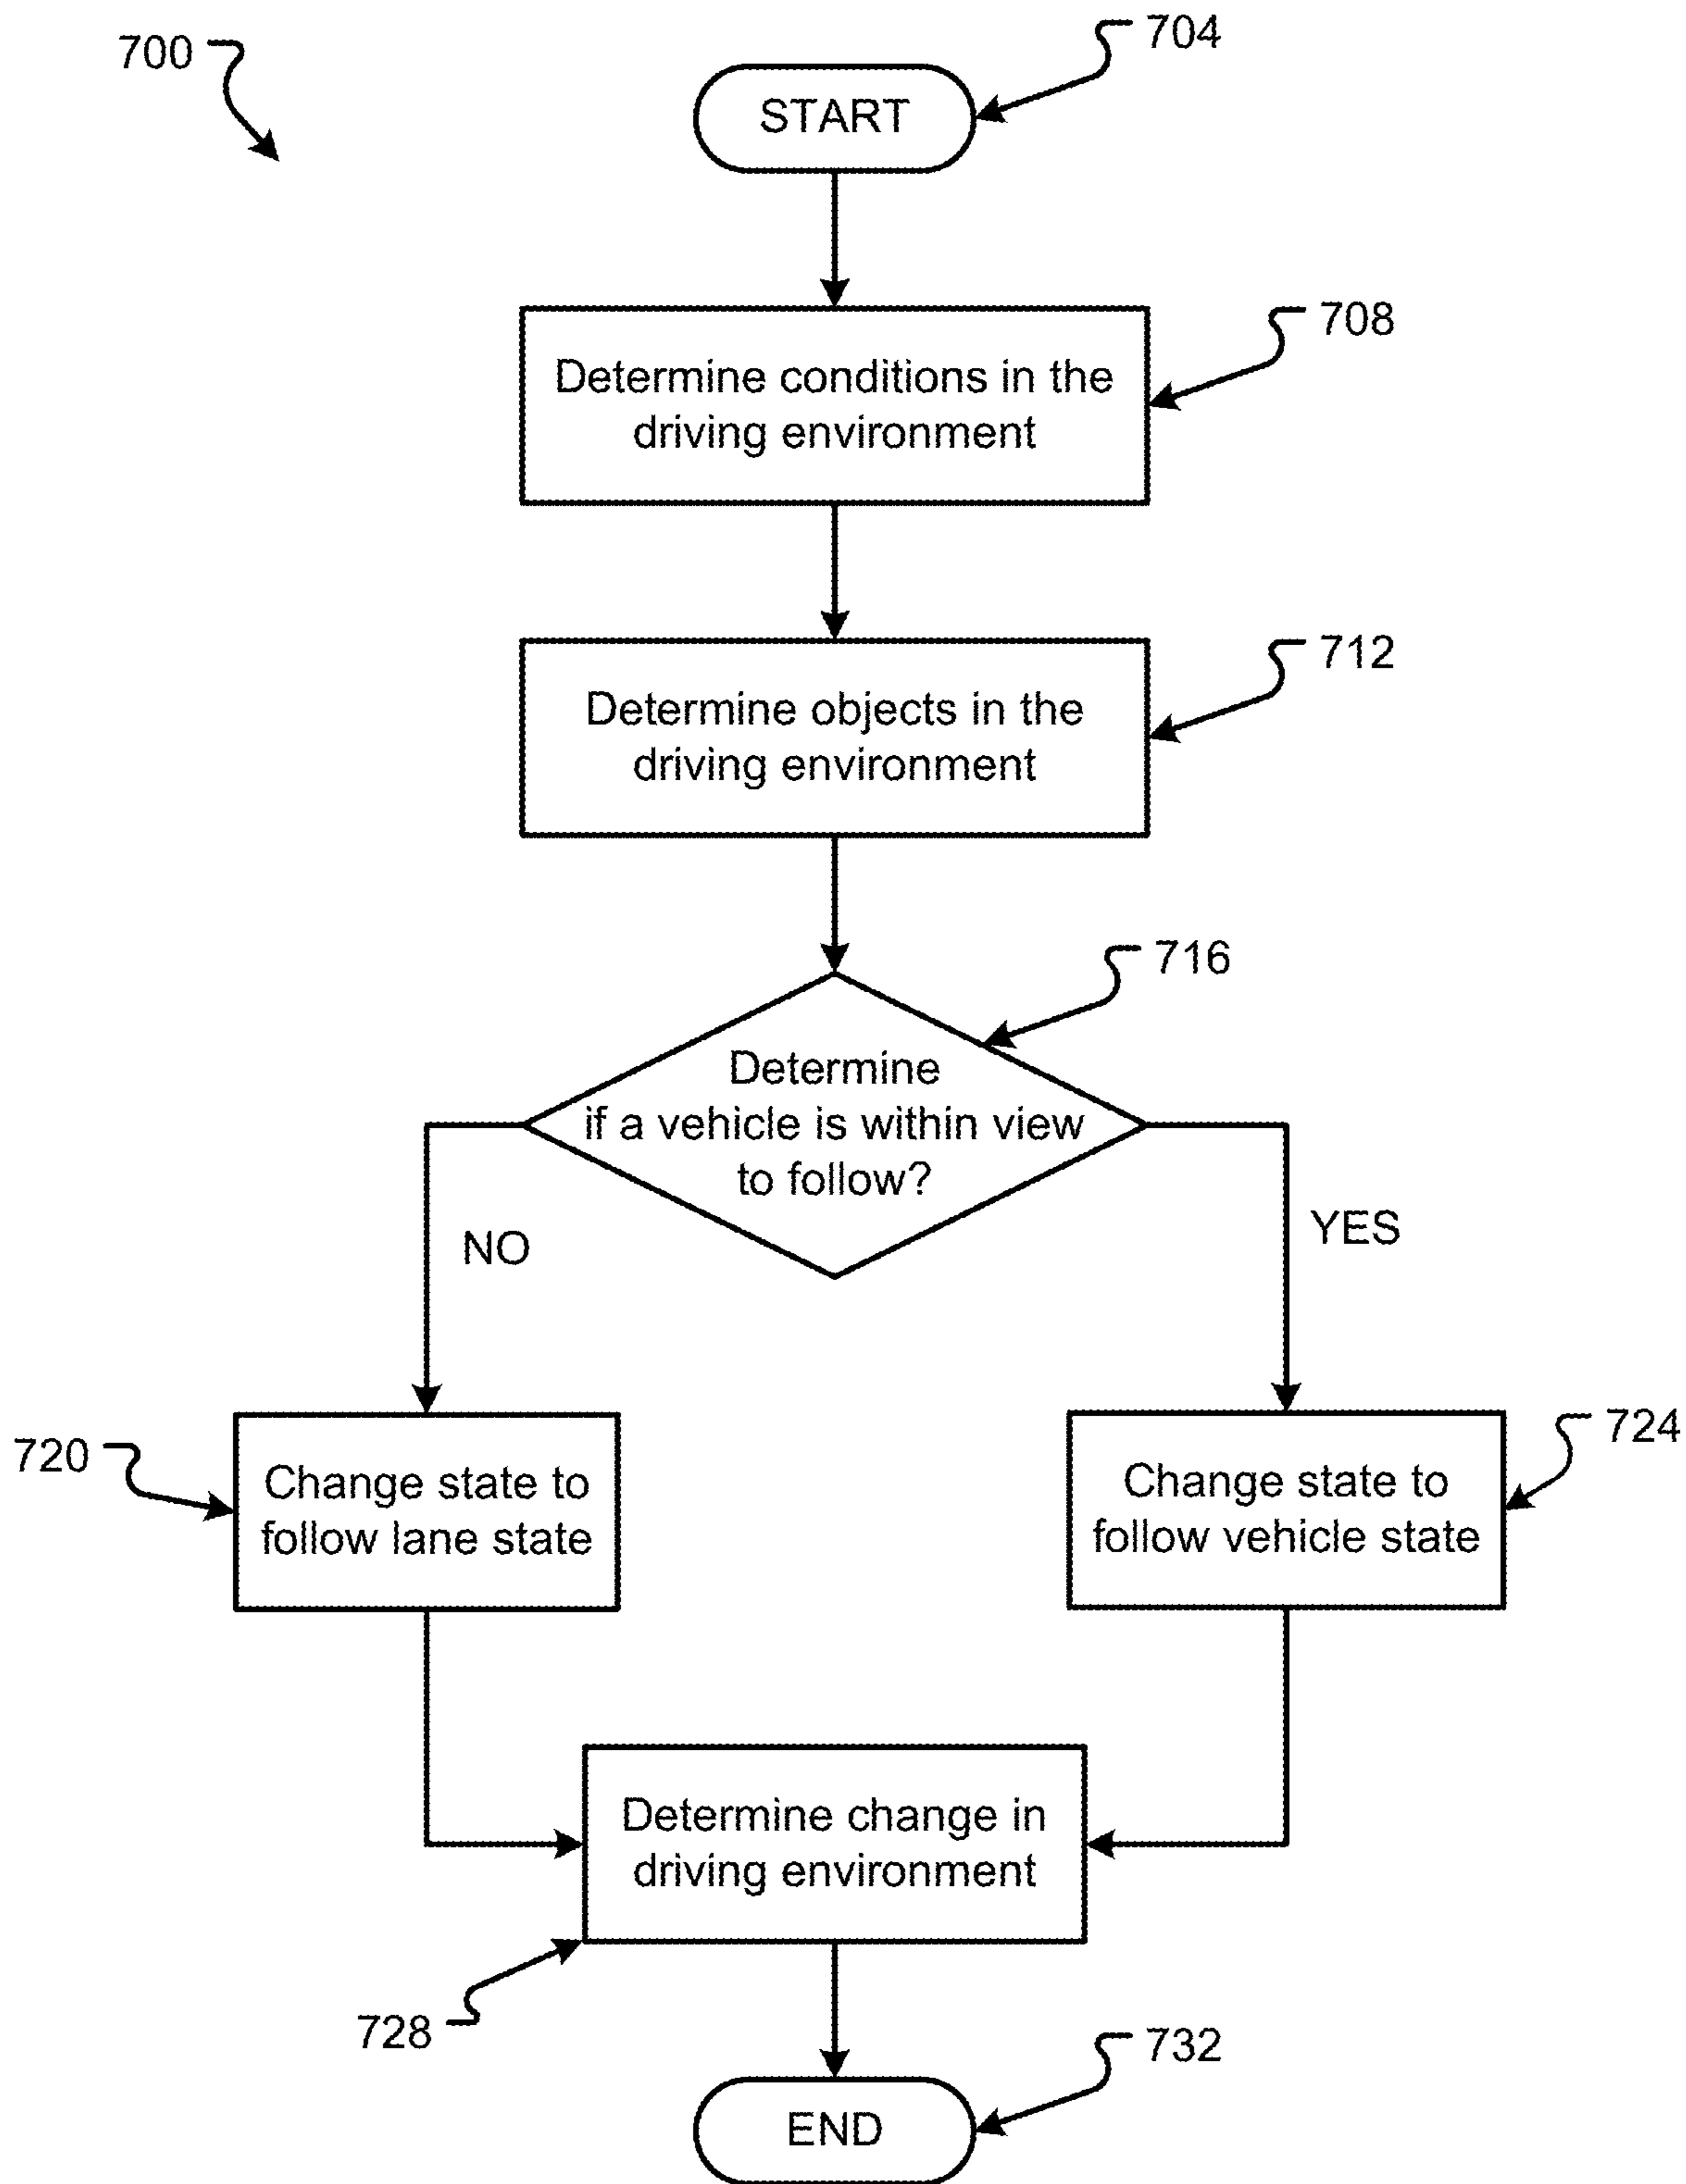 700
704
START
708
Determine conditions in the
driving environment
712
Determine objects in the
driving environment
716
Determine
if a vehicle is within view
to follow?
NO
YES
720
Change state to
follow lane state
724
Change state to
follow vehicle state
Determine change in
driving environment
728
732
END